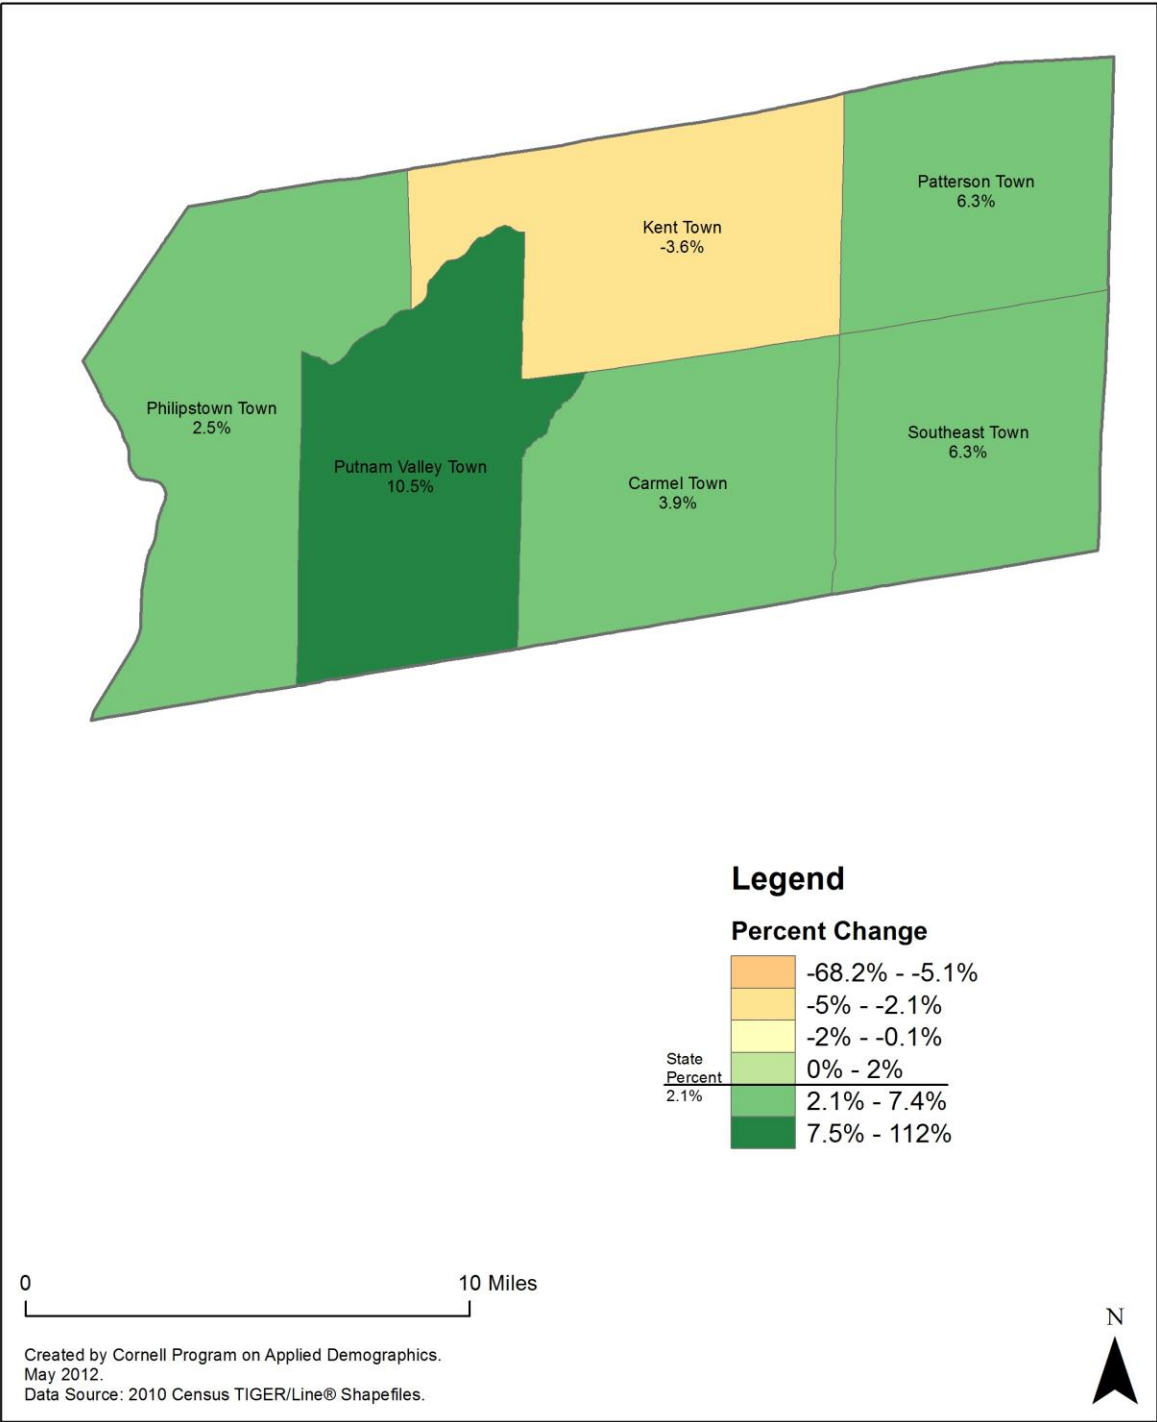 Patterson Town
6.3%
Kent Town
-3.6%
Philipstown Town
2.5%
Putnam Valley Town
10.5%
Carmel Town
3.9%
Southeast Town
6.3%
Legend
Percent Change
-68.2% - -5.1%
-5% - -2.1%
-2% - -0.1%
0% - 2%
2.1% - 7.4%
7.5% - 112%
State
Percent
2.1%
0
10 Miles
N
Created by Cornell Program on Applied Demographics.
May 2012.
Data Source: 2010 Census TIGER/Line® Shapefiles.